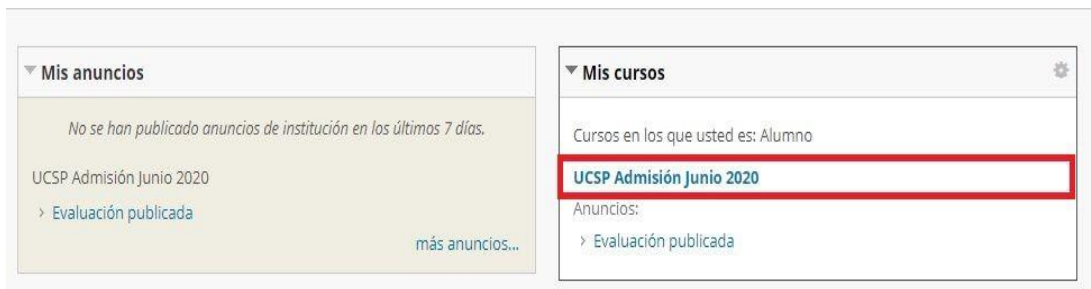 Mis anuncios
No se han publicado anuncios de institución en los últimos 7 días.
UCSP Admisión Junio 2020
> Evaluación publicada
más anuncios...
Mis cursos
Cursos en los que usted es: Alumno
UCSP Admisión Junio 2020
Anuncios:
> Evaluación publicada